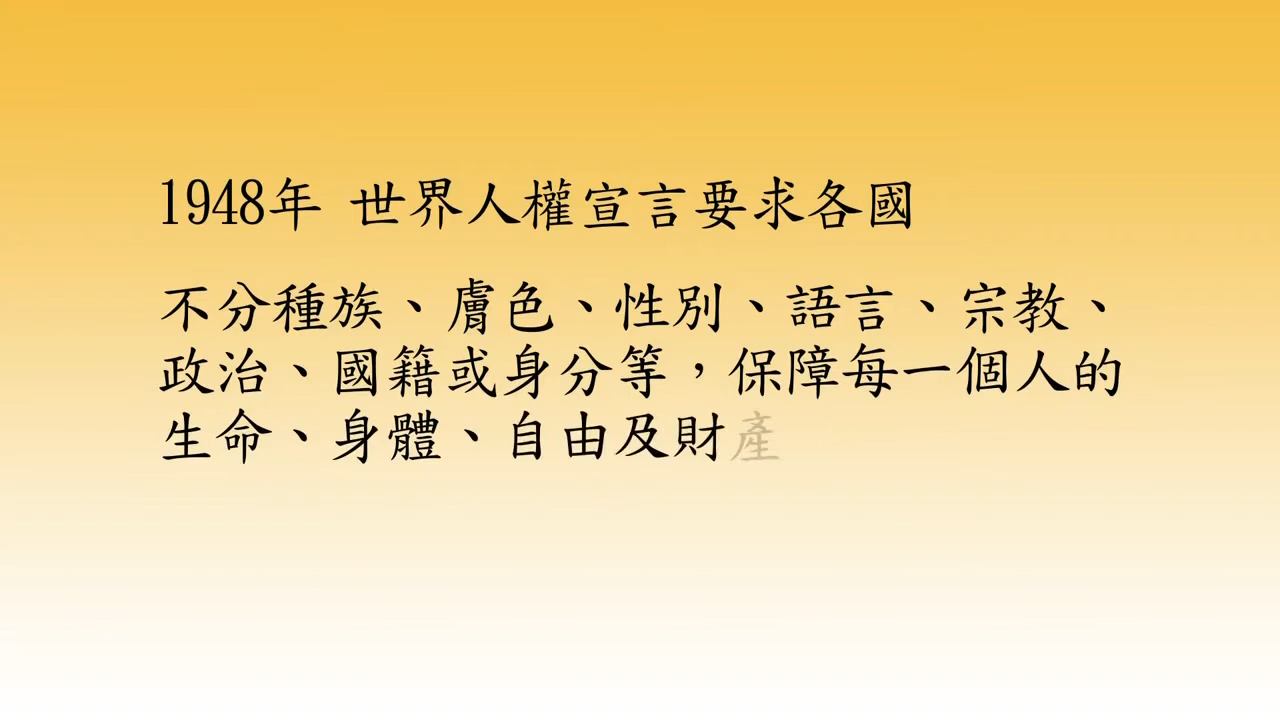 1948年 世界人權宣言要求各國
不分種族、膚色、性別、語言、宗教、
政治、國籍或身分等，保障每一個人的
生命、身體、自由及財產